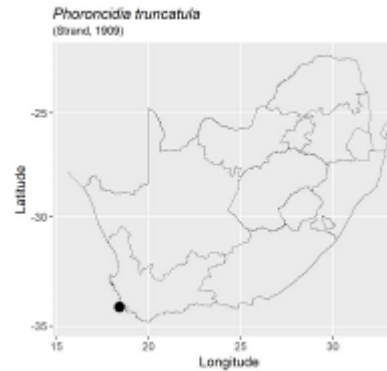 Phoroncidia truncatula
(Strand, 1909)
-25
-30
-35
Latitude
15
20
25
30
Longitude